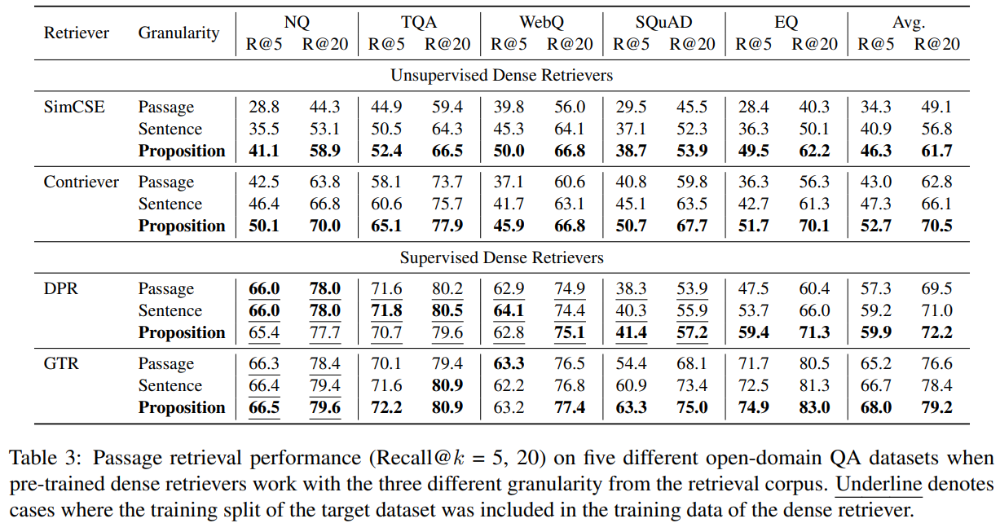 Retriever Granularity NQ TQA WebQ SQuAD EQ Avg.
R@5 R@20 R@5 R@20 R@5 R@20 R@5 R@20 R@5 R@20 R@5 R@20
Unsupervised Dense Retrievers
SimCSE Passage 28.8 44.3 44.9 59.4 39.8 56.0 29.5 45.5 28.4 40.3 34.3 49.1
Sentence 35.5 53.1 50.5 64.3 45.3 64.1 37.1 52.3 36.3 50.1 40.9 56.8
Proposition 41.1 58.9 52.4 66.5 50.0 66.8 38.7 53.9 49.5 62.2 46.3 61.7
Contriever Passage 42.5 63.8 58.1 73.7 37.1 60.6 40.8 59.8 36.3 56.3 43.0 62.8
Sentence 46.4 66.8 60.6 75.7 41.7 63.1 45.1 63.5 42.7 61.3 47.3 66.1
Proposition 50.1 70.0 65.1 77.9 45.9 66.8 50.7 67.7 51.7 70.1 52.7 70.5
Supervised Dense Retrievers
DPR Passage 66.0 78.0 71.6 80.2 62.9 74.9 38.3 53.9 47.5 60.4 57.3 69.5
Sentence 66.0 78.0 71.8 80.5 64.1 74.4 40.3 55.9 53.7 66.0 59.2 71.0
Proposition 65.4 77.7 70.7 79.6 62.8 75.1 41.4 57.2 59.4 71.3 59.9 72.2
GTR Passage 66.3 78.4 70.1 79.4 63.3 76.5 54.4 68.1 71.7 80.5 65.2 76.6
Sentence 66.4 79.4 71.6 80.9 62.2 76.8 60.9 73.4 72.5 81.3 66.7 78.4
Proposition 66.5 79.6 72.2 80.9 63.2 77.4 63.3 75.0 74.9 83.0 68.0 79.2
Table 3: Passage retrieval performance (Recall@k = 5, 20) on five different open-domain QA datasets when
pre-trained dense retrievers work with the three different granularity from the retrieval corpus. Underline denotes
cases where the training split of the target dataset was included in the training data of the dense retriever.